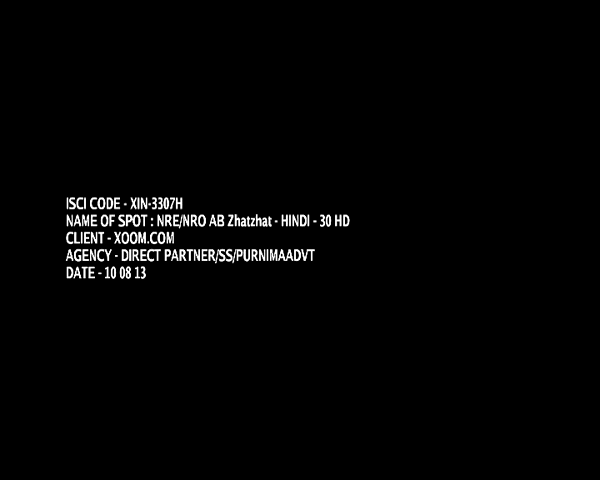 ISCI CODE - XIN-3307H
NAME OF SPOT : NRE/NRO AB Zhatzhat - HINDI - 30 HD
CLIENT - XOOM.COM
AGENCY - DIRECT PARTNER/SS/PURNIMAADVT
DATE - 10 08 13